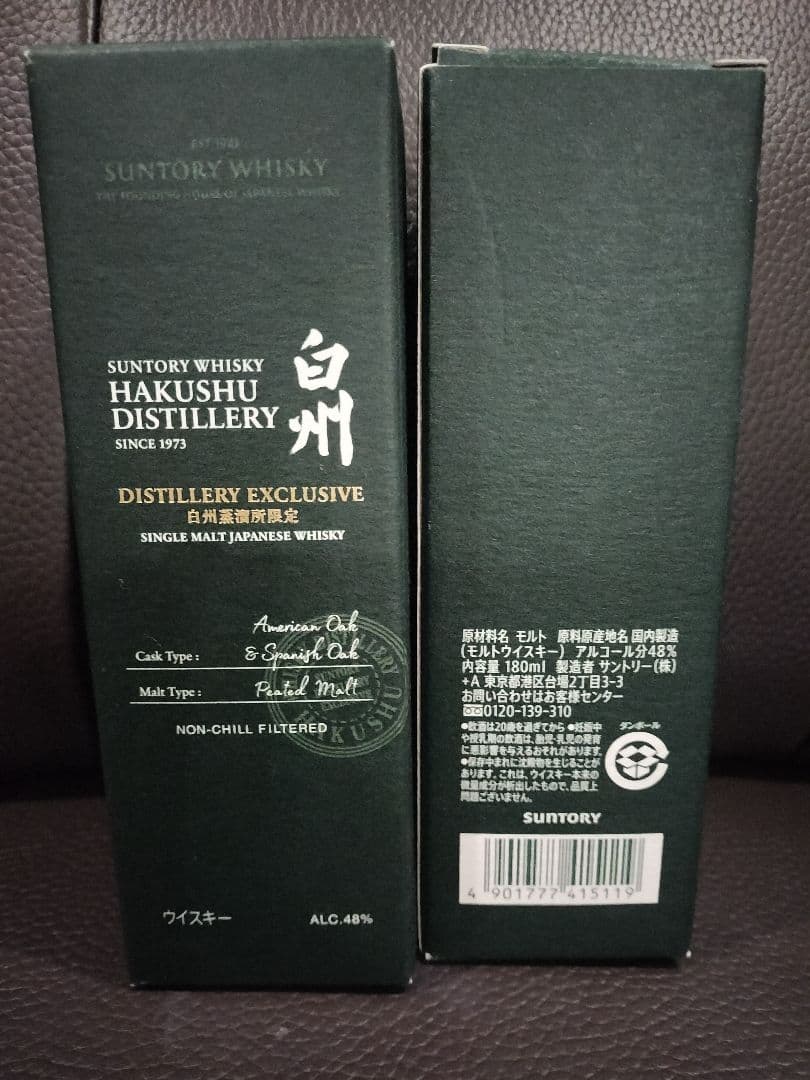 EST 1923
SUNTORY WHISKY
THE FOUNDING HOUSE OF JAPANESE WHISKY
SUNTORY WHISKY
HAKUSHU
DISTILLERY
SINCE 1973
白州
DISTILLERY EXCLUSIVE
白州蒸溜所限定
SINGLE MALT JAPANESE WHISKY
American Oak
Cask Type : & Spanish Oak
Malt Type : Peated Malt
NON-CHILL FILTERED
DISTILLERY
SUNTORY
EXCLUSIVE
HAKUSHU
ウイスキー ALC.48%
原材料名 モルト 原料原産地名 国内製造
(モルトウイスキー) アルコール分48%
内容量 180ml 製造者 サントリー(株)
+A 東京都港区台場2丁目3-3
お問い合わせはお客様センター
0120-139-310
●飲酒は20歳を過ぎてから ●妊娠中
や授乳期の飲酒は、胎児・乳児の発育
に悪影響を与えるおそれがあります。
●保存中まれに沈殿物を生じることが
あります。これは、ウイスキー本来の
微量成分が析出したもので、品質上
問題ございません。
ダンボール
SUNTORY
4 901777 415119